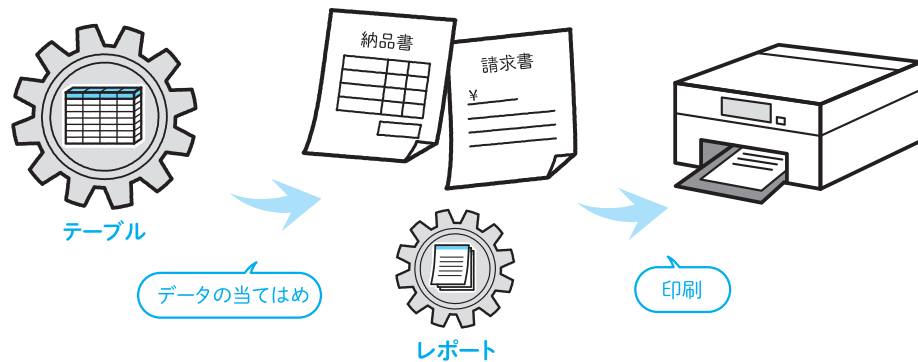 納品書
請求書
¥
テーブル
データの当てはめ
レポート
印刷